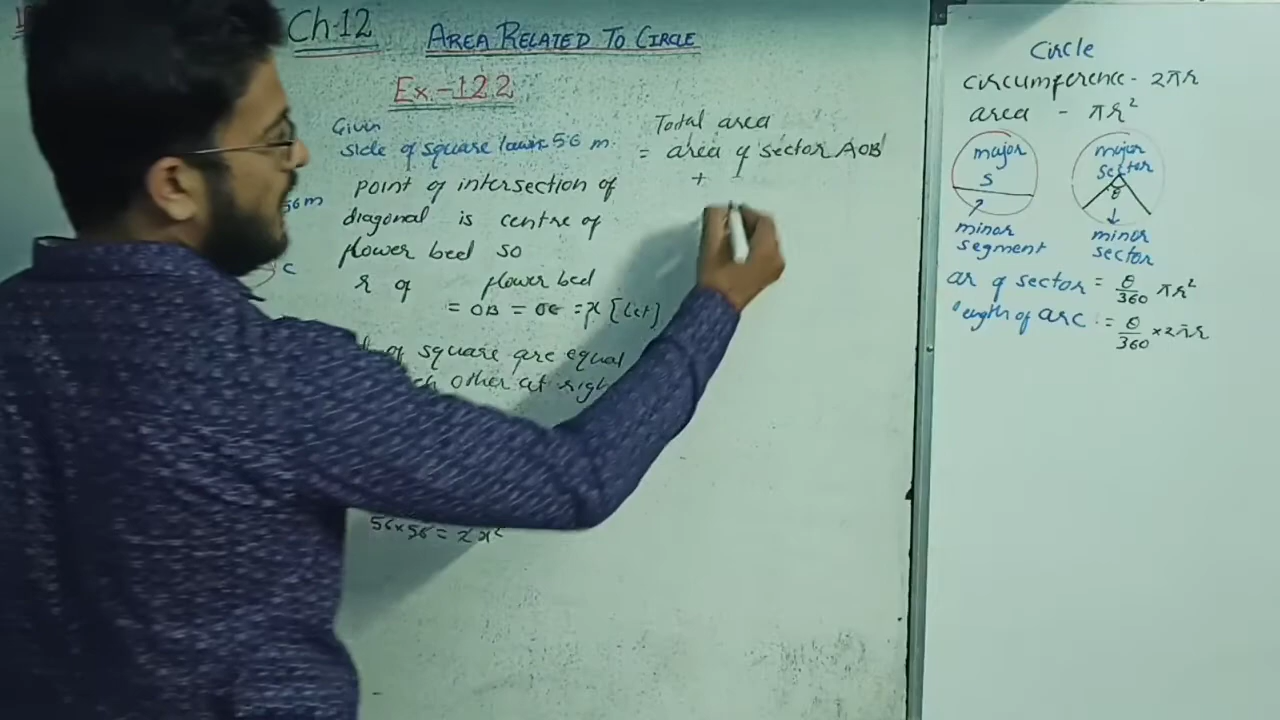 Ch-12
AREA RELATED TO CIRCLE
Ex.-12.2
Given
side of square lawn 56 m.
56m
point of intersection of
diagonal is centre of
flower bed so
C
r of flower bed
= OB = OC = x [let]
of square are equal
other at
56×56 = 2x²
Total area
= area of sector AOB
+
Circle
circumference - 2πr
area - πr²
major
S
minor
segment
major
sector
θ
minor
sector
ar of sector = θ/360 πr²
length of arc = θ/360 ×2πr